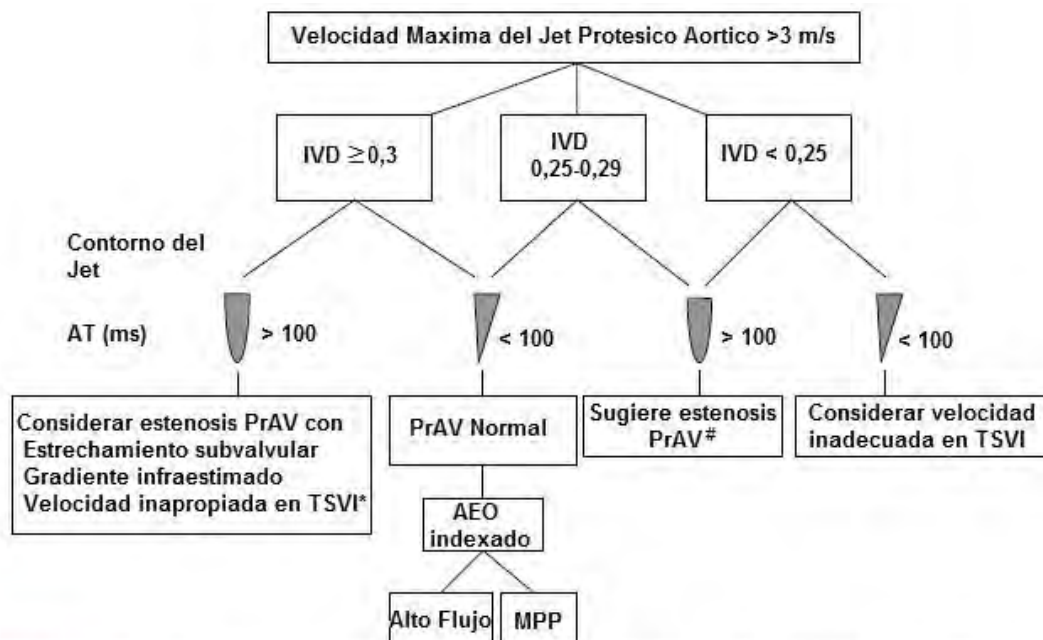 Velocidad Maxima del Jet Protesico Aortico >3 m/s
IVD ≥0,3
IVD
0,25-0,29
IVD < 0,25
Contorno del
Jet
AT (ms)
> 100
< 100
> 100
< 100
Considerar estenosis PrAV con
Estrechamiento subvalvular
Gradiente infraestimado
Velocidad inapropiada en TSVI*
PrAV Normal
Sugiere estenosis
PrAV#
Considerar velocidad
inadecuada en TSVI
AEO
indexado
Alto Flujo
MPP